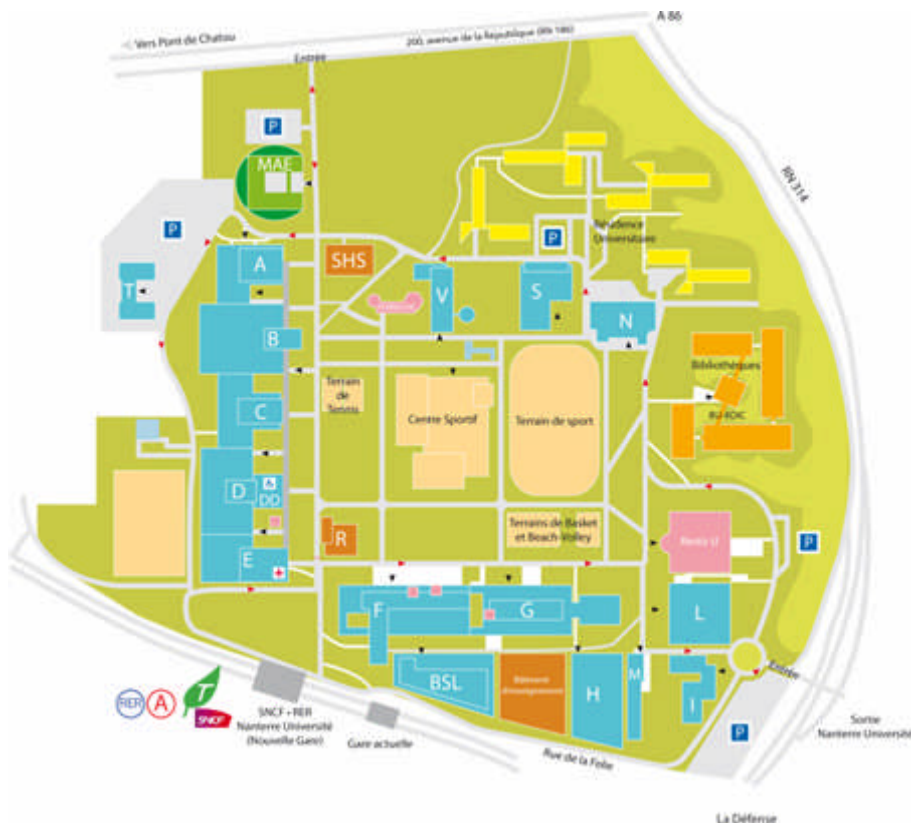 A 86
Vers Pont de Chatou
200, avenue de la République (RN 186)
Entrée
P
MAE
RN 314
P
P
Résidence
Universitaire
A
SHS
T
V
S
N
B
Bibliothèques
Terrain
de
Tennis
C
Centre Sportif
Terrain de sport
BU-BDIC
D
DD
Terrains de Basket
et Beach-Volley
R
Resto U
P
E
F
G
L
Entrée
BSL
Bâtiment
d'enseignement
H
M
I
RER
A
T
SNCF
SNCF + RER
Nanterre Université
(Nouvelle Gare)
Gare actuelle
Rue de la Folie
P
Sortie
Nanterre Université
La Défense